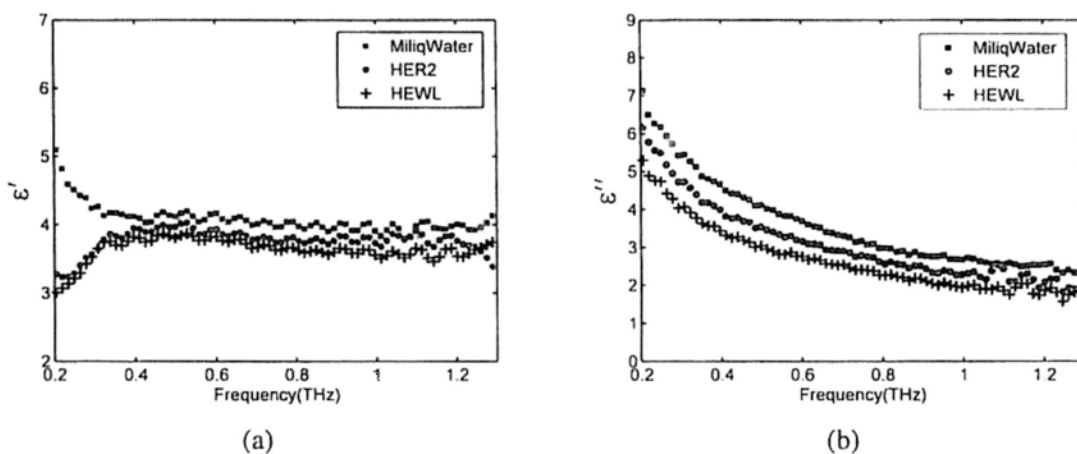 7
6
5
4
3
2
ε′
MiliqWater
HER2
HEWL
0.2 0.4 0.6 0.8 1 1.2
Frequency(THz)
(a)
9
8
7
6
5
4
3
2
1
0
ε′′
MiliqWater
HER2
HEWL
0.2 0.4 0.6 0.8 1 1.2
Frequency(THz)
(b)